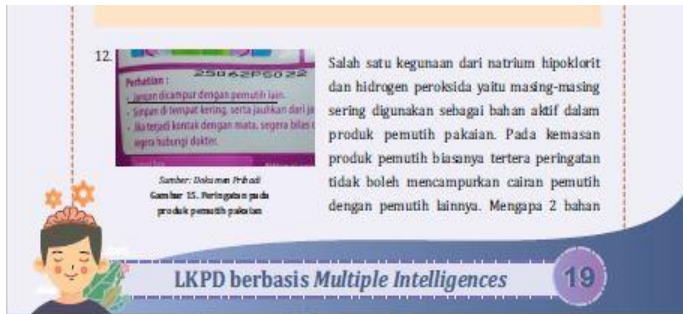 12.
25062PS022
Perhatian :
- Jangan dicampur dengan pemutih lain.
- Simpan di tempat kering, serta jauhkan dari
- Jika terjadi kontak dengan mata, segera bilas
segera hubungi dokter.
Sumber: Dokumen Pribadi
Gambar 15. Peringatan pada
produk pemutih pakaian
Salah satu kegunaan dari natrium hipoklorit
dan hidrogen peroksida yaitu masing-masing
sering digunakan sebagai bahan aktif dalam
produk pemutih pakaian. Pada kemasan
produk pemutih biasanya tertera peringatan
tidak boleh mencampurkan cairan pemutih
dengan pemutih lainnya. Mengapa 2 bahan
LKPD berbasis Multiple Intelligences
19